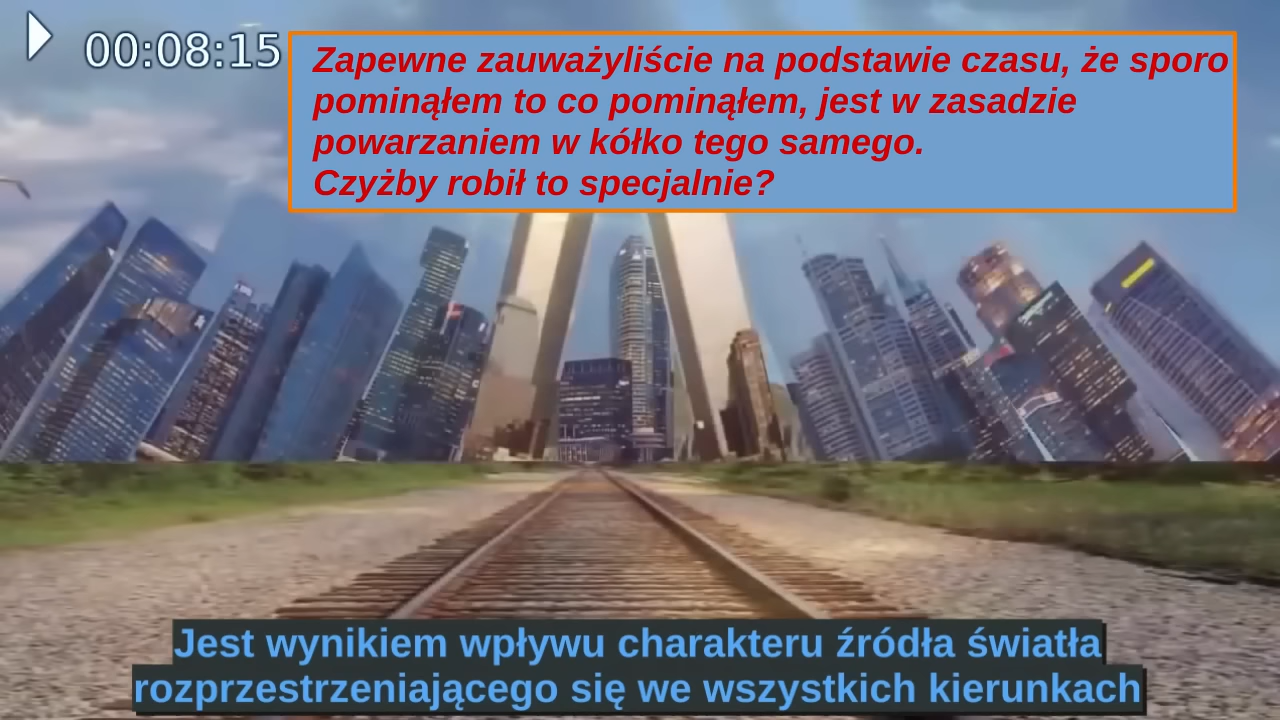 00:08:15
Zapewne zauważyliście na podstawie czasu, że sporo
pominąłem to co pominąłem, jest w zasadzie
powarzaniem w kółko tego samego.
Czyżby robił to specjalnie?
Jest wynikiem wpływu charakteru źródła światła
rozprzestrzeniającego się we wszystkich kierunkach